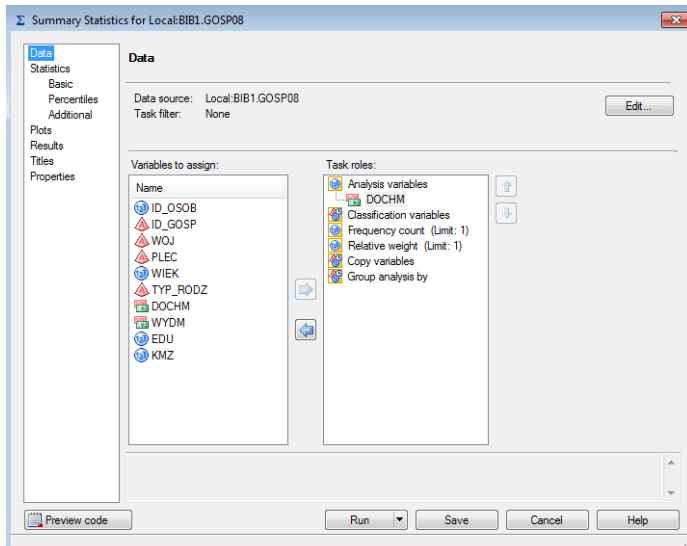 Σ Summary Statistics for Local:BIB1.GOSP08
Data
Statistics
Basic
Percentiles
Additional
Plots
Results
Titles
Properties
Data
Data source: Local:BIB1.GOSP08
Task filter: None
Edit...
Variables to assign:
Name
ID_OSOB
ID_GOSP
WOJ
PLEC
WIEK
TYP_RODZ
DOCHM
WYDM
EDU
KMZ
Task roles:
Analysis variables
DOCHM
Classification variables
Frequency count (Limit: 1)
Relative weight (Limit: 1)
Copy variables
Group analysis by
Preview code
Run
Save
Cancel
Help